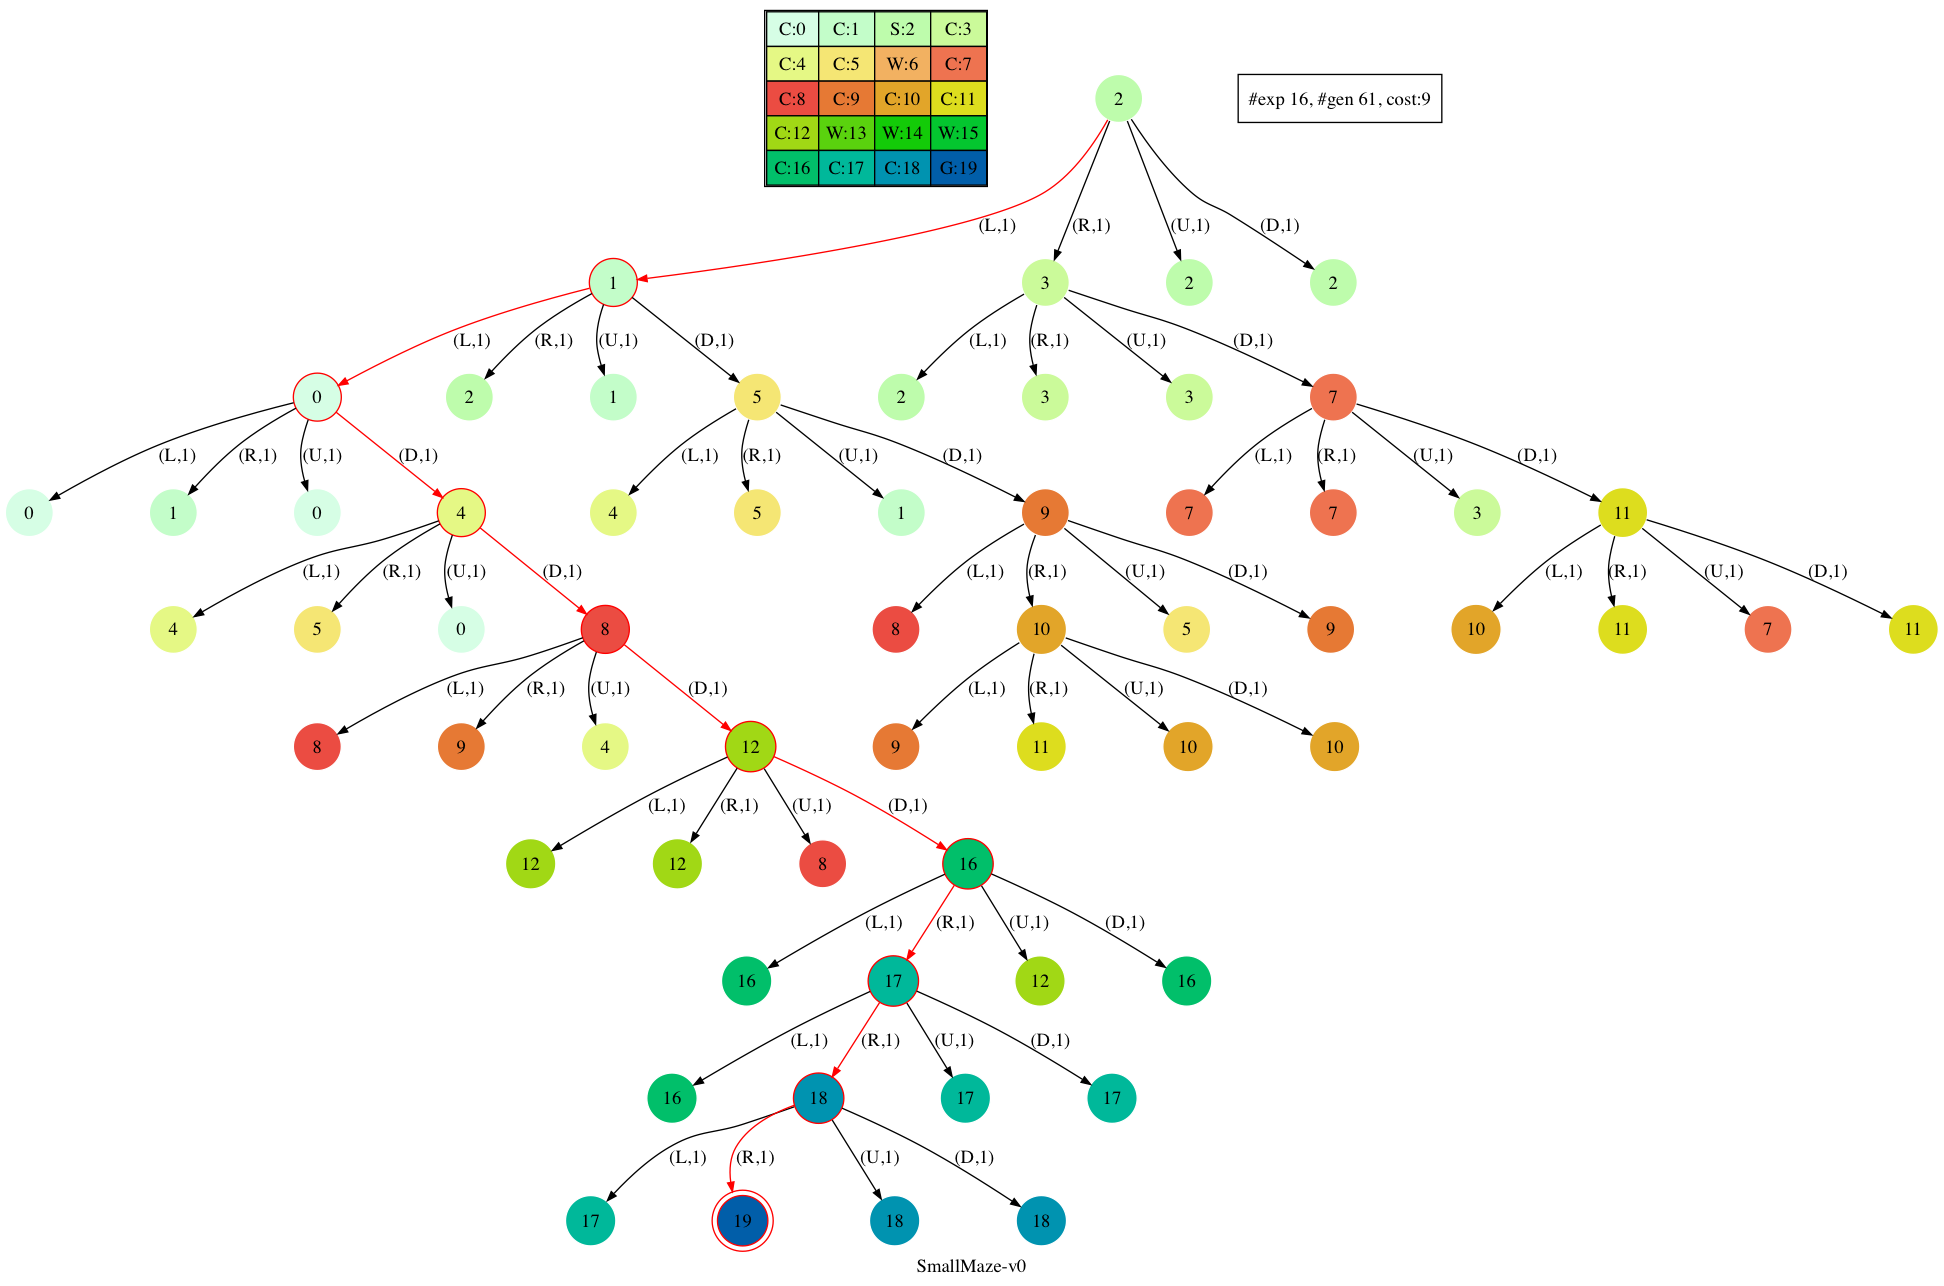 C:0 C:1 S:2 C:3
C:4 C:5 W:6 C:7
C:8 C:9 C:10 C:11
C:12 W:13 W:14 W:15
C:16 C:17 C:18 G:19
#exp 16, #gen 61, cost:9
2
(L,1) (R,1) (U,1) (D,1)
1 3 2 2
(L,1) (R,1) (U,1) (D,1) (L,1) (R,1) (U,1) (D,1)
0 2 1 5 2 3 3 7
(L,1) (R,1) (U,1) (D,1) (L,1) (R,1) (U,1) (D,1) (L,1) (R,1) (U,1) (D,1)
0 1 0 4 4 5 1 9 7 7 3 11
(L,1) (R,1) (U,1) (D,1) (L,1) (R,1) (U,1) (D,1) (L,1) (R,1) (U,1) (D,1)
4 5 0 8 8 10 5 9 10 11 7 11
(L,1) (R,1) (U,1) (D,1) (L,1) (R,1) (U,1) (D,1)
8 9 4 12 9 11 10 10
(L,1) (R,1) (U,1) (D,1)
12 12 8 16
(L,1) (R,1) (U,1) (D,1)
16 17 12 16
(L,1) (R,1) (U,1) (D,1)
16 18 17 17
(L,1) (R,1) (U,1) (D,1)
17 19 18 18
SmallMaze-v0